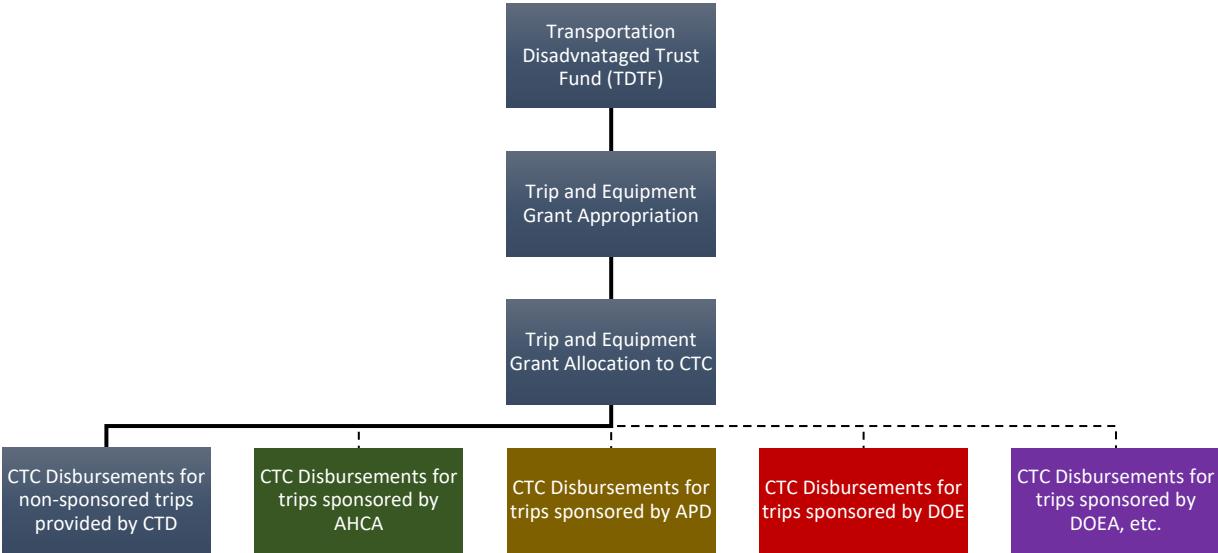 Transportation
Disadvnataged Trust
Fund (TDTF)
Trip and Equipment
Grant Appropriation
Trip and Equipment
Grant Allocation to CTC
CTC Disbursements for
non-sponsored trips
provided by CTD
CTC Disbursements for
trips sponsored by
AHCA
CTC Disbursements for
trips sponsored by APD
CTC Disbursements for
trips sponsored by DOE
CTC Disbursements for
trips sponsored by
DOEA, etc.